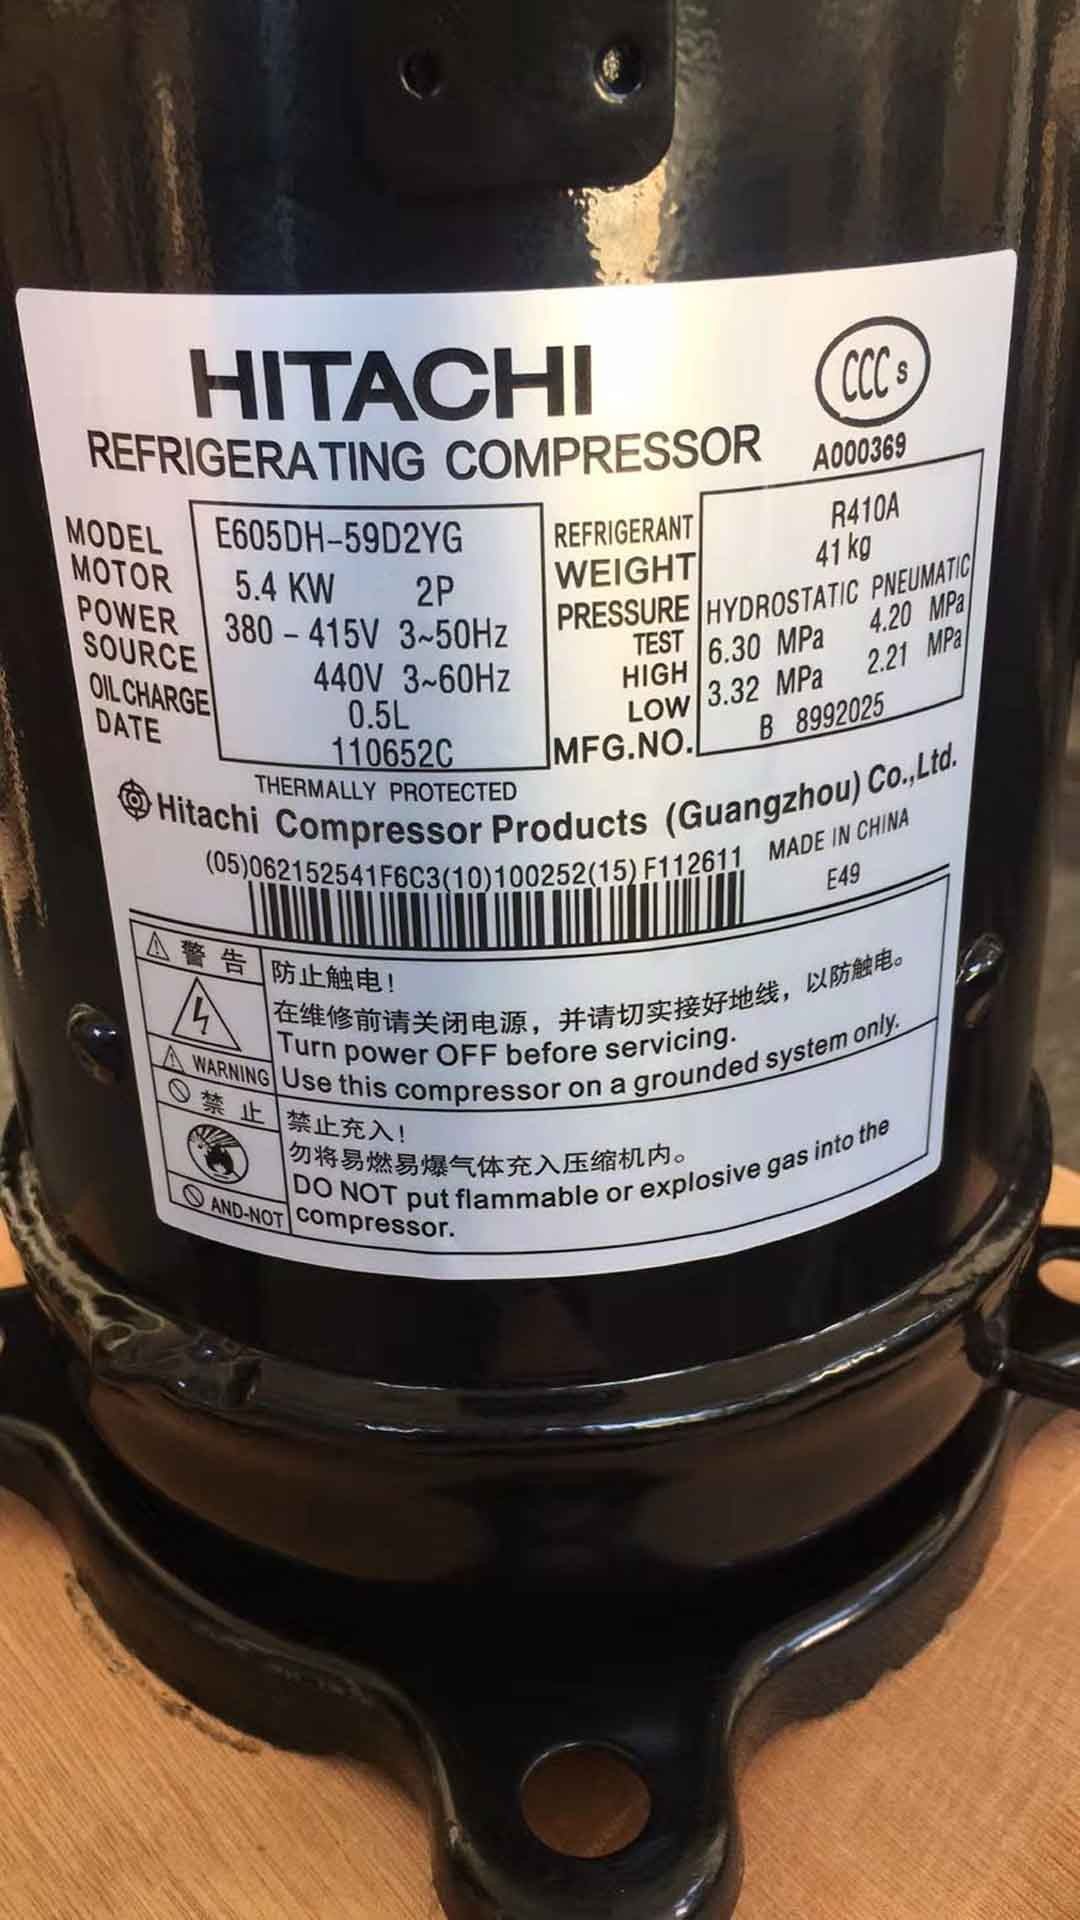 HITACHI
CCC S
REFRIGERATING COMPRESSOR
A000369
MODEL E605DH-59D2YG
MOTOR 5.4 KW 2P
POWER SOURCE 380 - 415V 3~50Hz
440V 3~60Hz
OIL CHARGE 0.5L
DATE 110652C
REFRIGERANT R410A
WEIGHT 41 kg
PRESSURE HYDROSTATIC PNEUMATIC
TEST
HIGH 6.30 MPa 4.20 MPa
LOW 3.32 MPa 2.21 MPa
MFG.NO. B 8992025
THERMALLY PROTECTED
Hitachi Compressor Products (Guangzhou) Co.,Ltd.
MADE IN CHINA
(05)062152541F6C3(10)100252(15)F112611
E49
警告
防止触电!
在维修前请关闭电源，并请切实接好地线，以防触电。
Turn power OFF before servicing.
WARNING
Use this compressor on a grounded system only.
禁止
禁止充入!
勿将易燃易爆气体充入压缩机内。
DO NOT put flammable or explosive gas into the
AND-NOT
compressor.